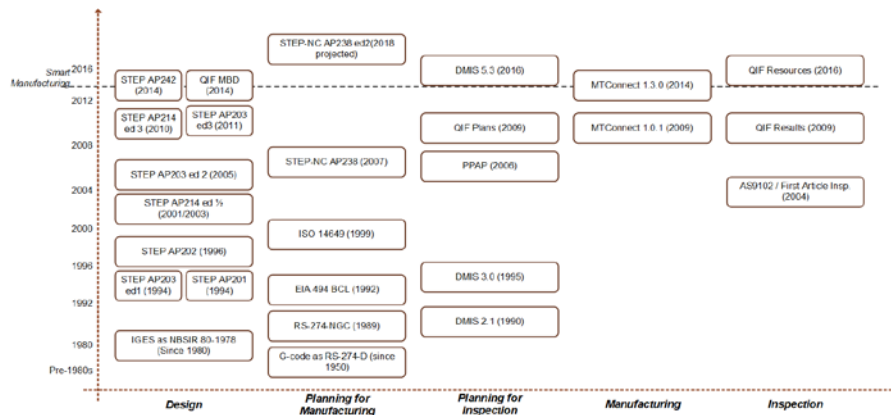 STEP-NC AP238 ed2(2018
projected)
Smart
Manufacturing
2016
2012
2008
2004
2000
1996
1992
1980
Pre-1980s
STEP AP242
(2014)
QIF MBD
(2014)
DMIS 5.3 (2016)
MTConnect 1.3.0 (2014)
QIF Resources (2016)
STEP AP214
ed 3 (2010)
STEP AP203
ed3 (2011)
QIF Plans (2009)
MTConnect 1.0.1 (2009)
QIF Results (2009)
STEP-NC AP238 (2007)
PPAP (2006)
STEP AP203 ed 2 (2005)
AS9102 / First Article Insp.
(2004)
STEP AP214 ed ½
(2001/2003)
ISO 14649 (1999)
STEP AP202 (1996)
DMIS 3.0 (1995)
STEP AP203
ed1 (1994)
STEP AP201
(1994)
EIA 494 BCL (1992)
DMIS 2.1 (1990)
RS-274-NGC (1989)
IGES as NBSIR 80-1978
(Since 1980)
G-code as RS-274-D (since
1950)
Design
Planning for
Manufacturing
Planning for
Inspection
Manufacturing
Inspection